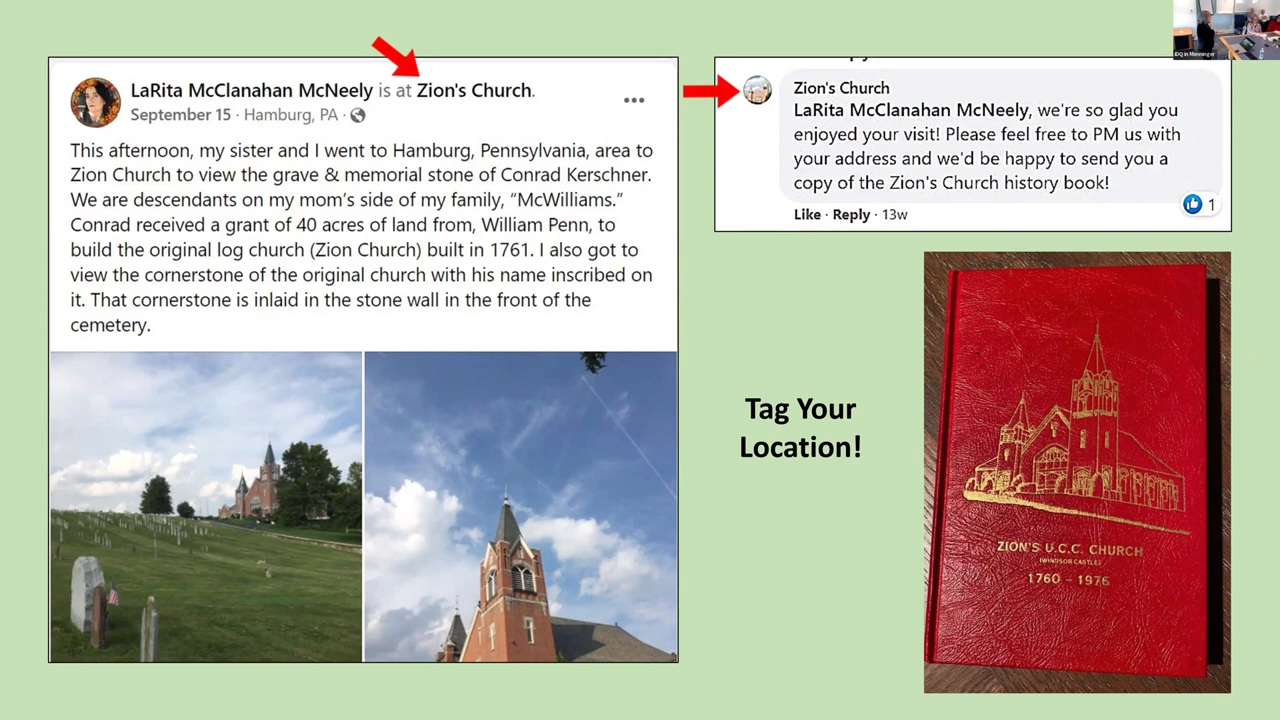 LaRita McClanahan McNeely is at Zion's Church.
September 15 · Hamburg, PA ·
This afternoon, my sister and I went to Hamburg, Pennsylvania, area to
Zion Church to view the grave & memorial stone of Conrad Kerschner.
We are descendants on my mom's side of my family, “McWilliams.”
Conrad received a grant of 40 acres of land from, William Penn, to
build the original log church (Zion Church) built in 1761. I also got to
view the cornerstone of the original church with his name inscribed on
it. That cornerstone is inlaid in the stone wall in the front of the
cemetery.
Zion's Church
LaRita McClanahan McNeely, we're so glad you
enjoyed your visit! Please feel free to PM us with
your address and we'd be happy to send you a
copy of the Zion's Church history book!
Like · Reply · 13w
1
Tag Your
Location!
ZION'S U.C.C. CHURCH
(WINDSOR CASTLE)
1760 - 1976
IDQ in Menninger